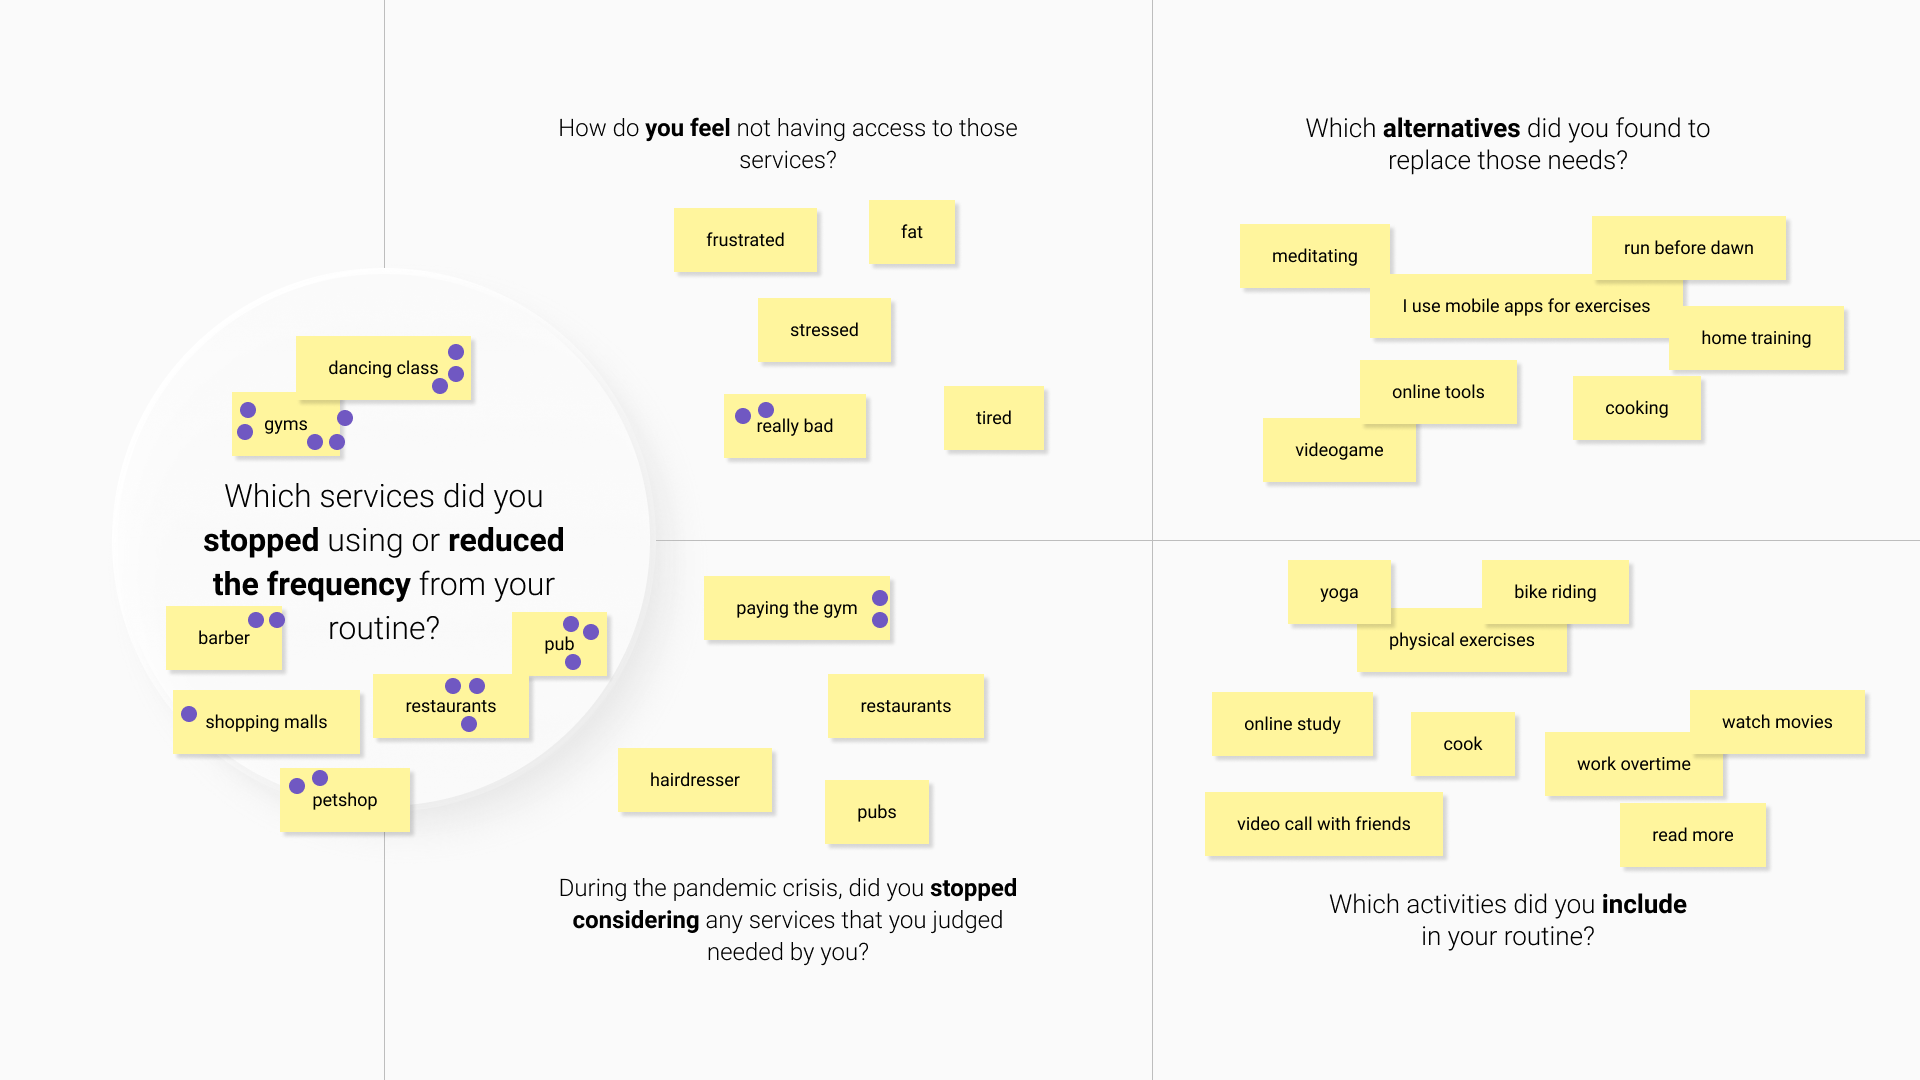 How do you feel not having access to those
services?
frustrated
fat
stressed
really bad
tired
Which alternatives did you found to
replace those needs?
meditating
run before dawn
I use mobile apps for exercises
home training
online tools
cooking
videogame
dancing class
gyms
Which services did you
stopped using or reduced
the frequency from your
routine?
barber
pub
restaurants
shopping malls
petshop
paying the gym
restaurants
hairdresser
pubs
During the pandemic crisis, did you stopped
considering any services that you judged
needed by you?
yoga
bike riding
physical exercises
online study
cook
watch movies
work overtime
video call with friends
read more
Which activities did you include
in your routine?